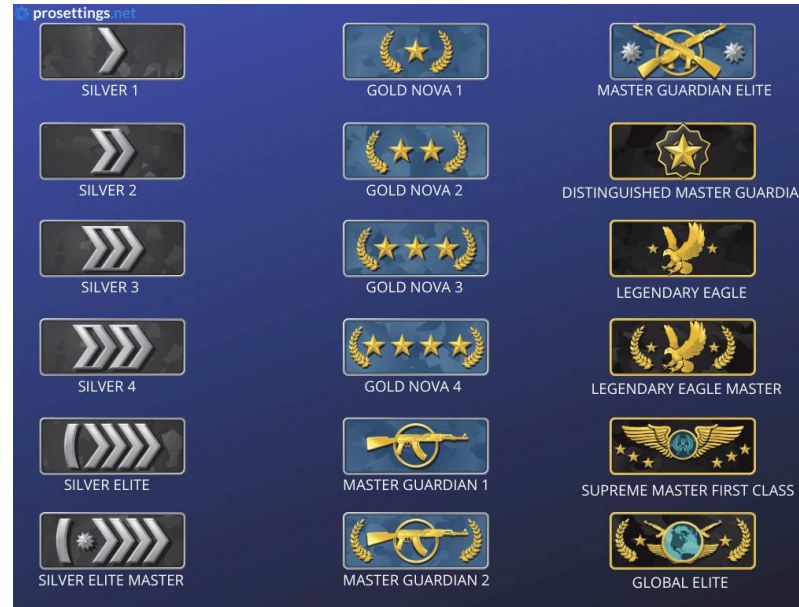 prosettings.net
SILVER 1
SILVER 2
SILVER 3
SILVER 4
SILVER ELITE
SILVER ELITE MASTER
GOLD NOVA 1
GOLD NOVA 2
GOLD NOVA 3
GOLD NOVA 4
MASTER GUARDIAN 1
MASTER GUARDIAN 2
MASTER GUARDIAN ELITE
DISTINGUISHED MASTER GUARDIA
LEGENDARY EAGLE
LEGENDARY EAGLE MASTER
SUPREME MASTER FIRST CLASS
GLOBAL ELITE